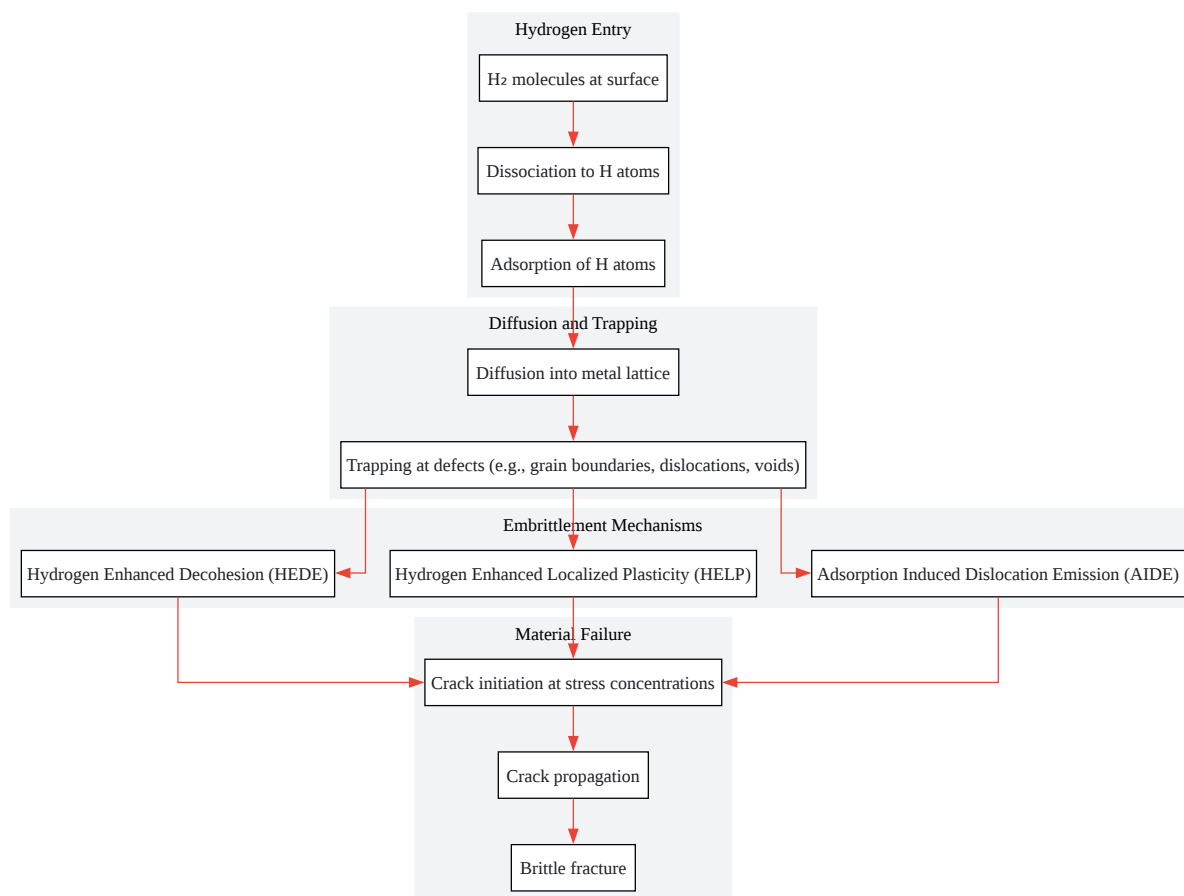 Hydrogen Entry
H₂ molecules at surface
Dissociation to H atoms
Adsorption of H atoms
Diffusion and Trapping
Diffusion into metal lattice
Trapping at defects (e.g., grain boundaries, dislocations, voids)
Embrittlement Mechanisms
Hydrogen Enhanced Decohesion (HEDE)
Hydrogen Enhanced Localized Plasticity (HELP)
Adsorption Induced Dislocation Emission (AIDE)
Material Failure
Crack initiation at stress concentrations
Crack propagation
Brittle fracture